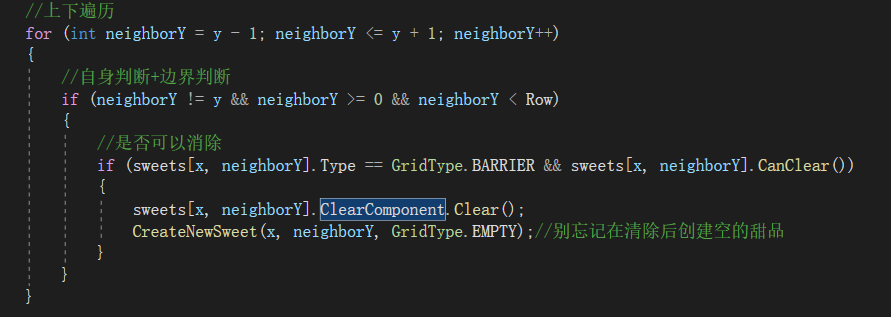 //上下遍历
for (int neighborY = y - 1; neighborY <= y + 1; neighborY++)
{
//自身判断+边界判断
if (neighborY != y && neighborY >= 0 && neighborY < Row)
{
//是否可以消除
if (sweets[x, neighborY].Type == GridType.BARRIER && sweets[x, neighborY].CanClear())
{
sweets[x, neighborY].ClearComponent.Clear();
CreateNewSweet(x, neighborY, GridType.EMPTY);//别忘记在清除后创建空的甜品
}
}
}